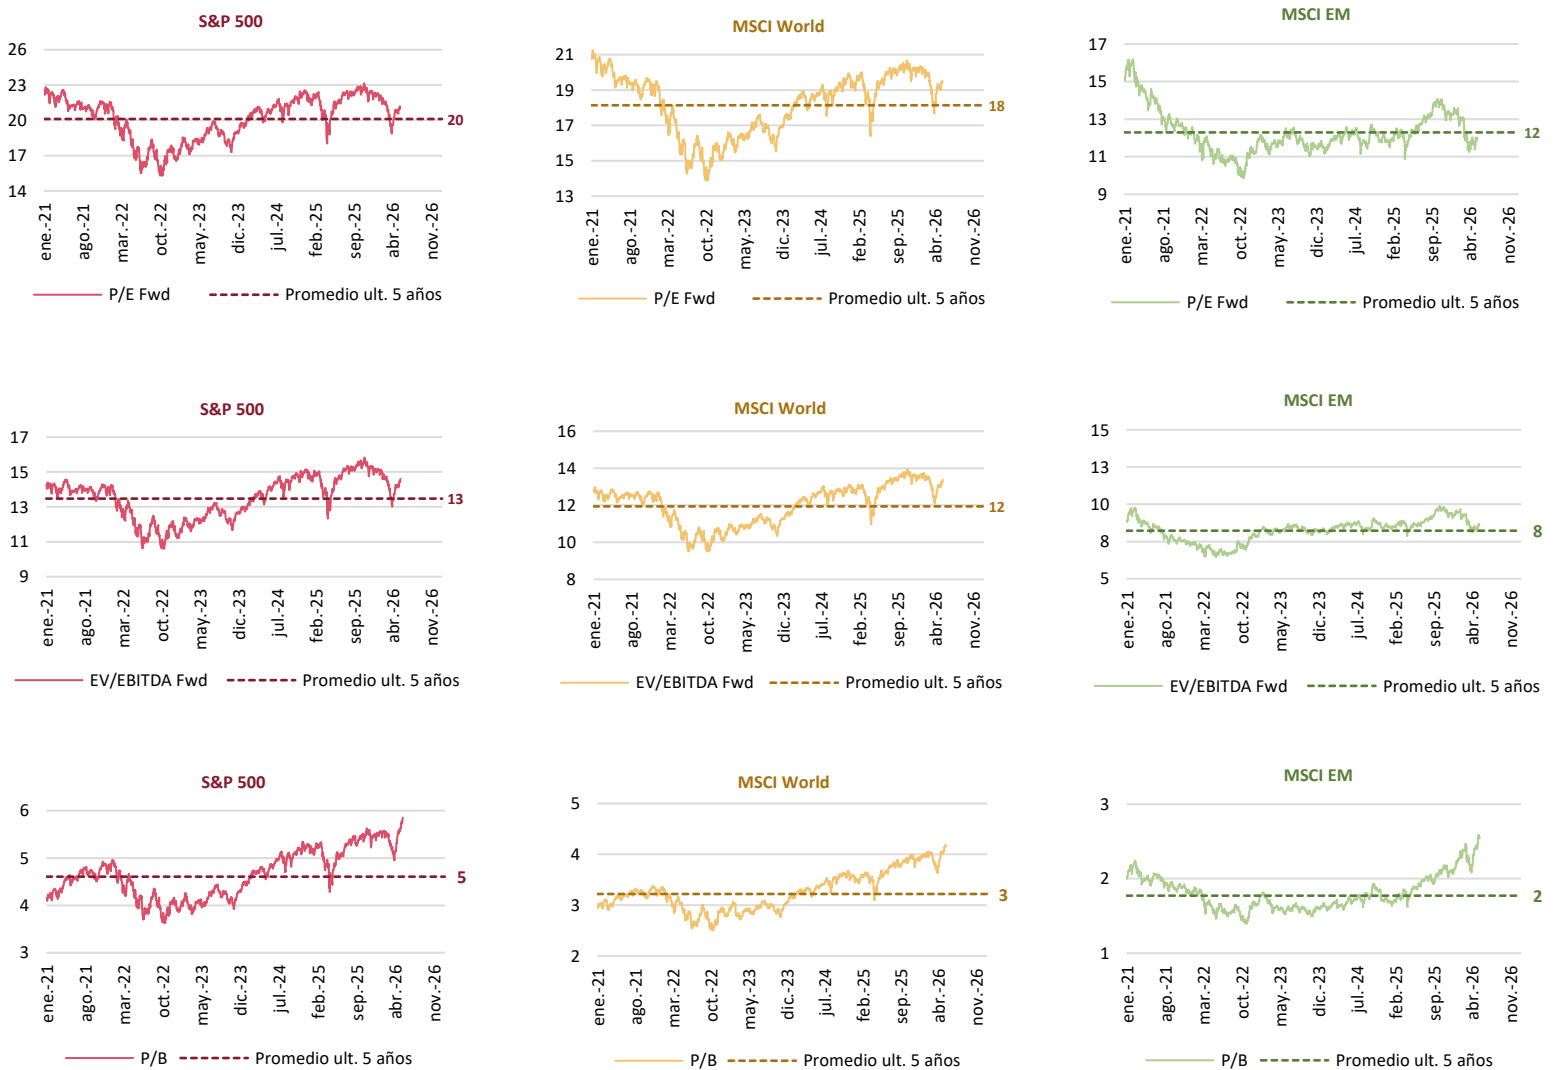 S&P 500
26
23
20
17
14
20
ene.-21
ago.-21
mar.-22
oct.-22
may.-23
dic.-23
jul.-24
feb.-25
sep.-25
abr.-26
nov.-26
P/E Fwd
Promedio ult. 5 años
MSCI World
21
19
17
15
13
18
ene.-21
ago.-21
mar.-22
oct.-22
may.-23
dic.-23
jul.-24
feb.-25
sep.-25
abr.-26
nov.-26
P/E Fwd
Promedio ult. 5 años
MSCI EM
17
15
13
11
9
12
ene.-21
ago.-21
mar.-22
oct.-22
may.-23
dic.-23
jul.-24
feb.-25
sep.-25
abr.-26
nov.-26
P/E Fwd
Promedio ult. 5 años
S&P 500
17
15
13
11
9
13
ene.-21
ago.-21
mar.-22
oct.-22
may.-23
dic.-23
jul.-24
feb.-25
sep.-25
abr.-26
nov.-26
EV/EBITDA Fwd
Promedio ult. 5 años
MSCI World
16
14
12
10
8
12
ene.-21
ago.-21
mar.-22
oct.-22
may.-23
dic.-23
jul.-24
feb.-25
sep.-25
abr.-26
nov.-26
EV/EBITDA Fwd
Promedio ult. 5 años
MSCI EM
15
13
10
8
5
8
ene.-21
ago.-21
mar.-22
oct.-22
may.-23
dic.-23
jul.-24
feb.-25
sep.-25
abr.-26
nov.-26
EV/EBITDA Fwd
Promedio ult. 5 años
S&P 500
6
5
4
3
5
ene.-21
ago.-21
mar.-22
oct.-22
may.-23
dic.-23
jul.-24
feb.-25
sep.-25
abr.-26
nov.-26
P/B
Promedio ult. 5 años
MSCI World
5
4
3
2
3
ene.-21
ago.-21
mar.-22
oct.-22
may.-23
dic.-23
jul.-24
feb.-25
sep.-25
abr.-26
nov.-26
P/B
Promedio ult. 5 años
MSCI EM
3
2
1
2
ene.-21
ago.-21
mar.-22
oct.-22
may.-23
dic.-23
jul.-24
feb.-25
sep.-25
abr.-26
nov.-26
P/B
Promedio ult. 5 años